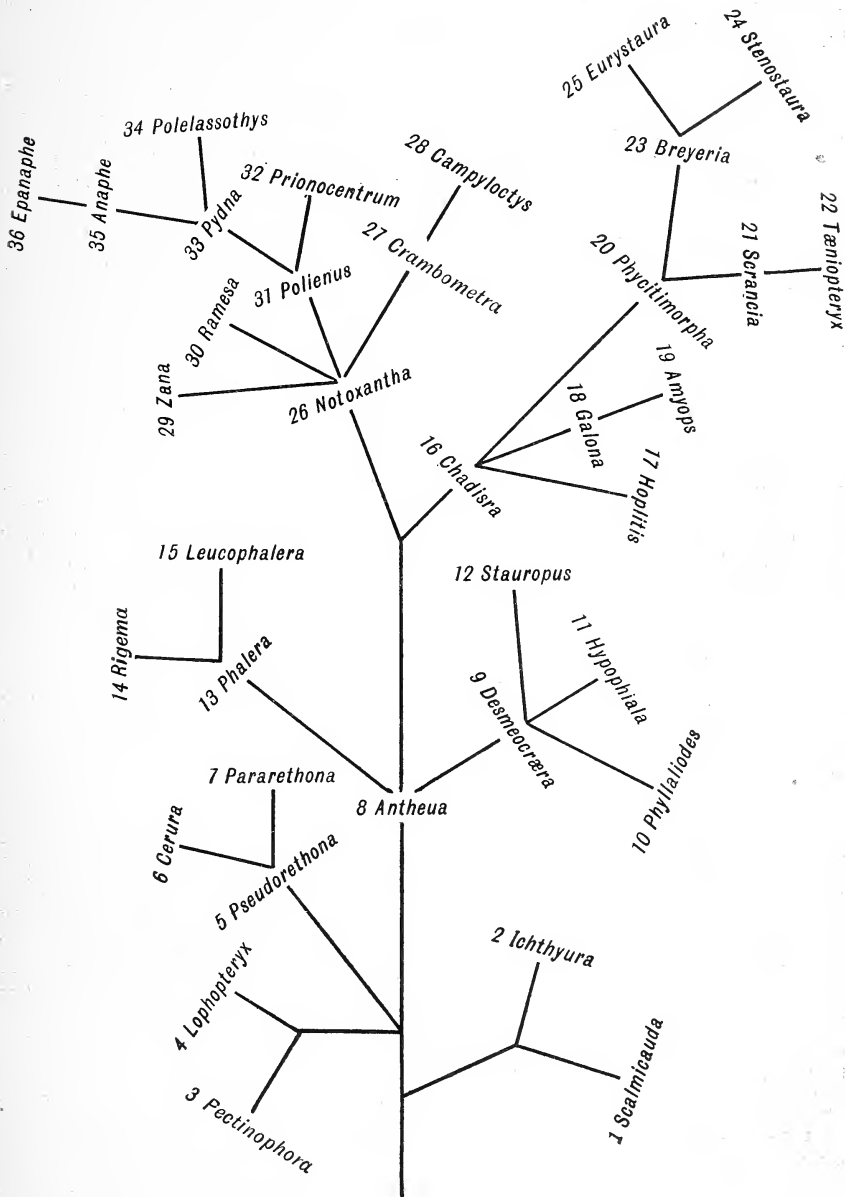 24 Stenostaura
25 Eurystaura
34 Polelassothys
36 Epanaphe
35 Anaphe
28 Campyloctys
23 Breyeria
32 Prionocentrum
33 Pydna
27 Crambometra
22 Tæniopteryx
21 Scrancia
20 Phycitimorpha
31 Polienus
30 Ramesa
29 Zana
26 Notoxantha
19 Amyops
18 Galona
16 Chadisra
17 Hoplitis
15 Leucophalera
12 Stauropus
14 Rigema
13 Phalera
11 Hypophiala
9 Desmeocræra
7 Pararethona
8 Antheua
10 Phyllaliodes
6 Cerura
5 Pseudorethona
2 Ichthyura
4 Lophopteryx
1 Scalmicauda
3 Pectinophora